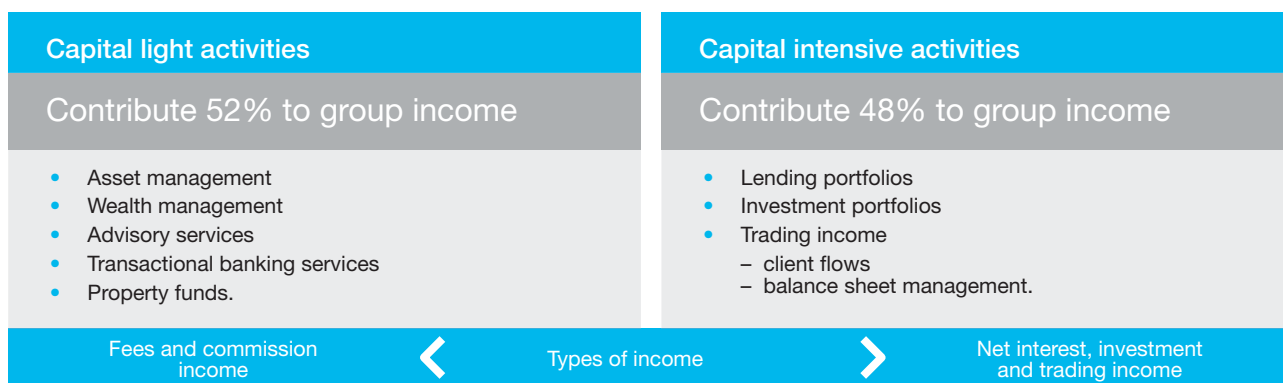 Capital light activities
Contribute 52% to group income
• Asset management
• Wealth management
• Advisory services
• Transactional banking services
• Property funds.
Capital intensive activities
Contribute 48% to group income
• Lending portfolios
• Investment portfolios
• Trading income
– client flows
– balance sheet management.
Fees and commission
income
Types of income
Net interest, investment
and trading income